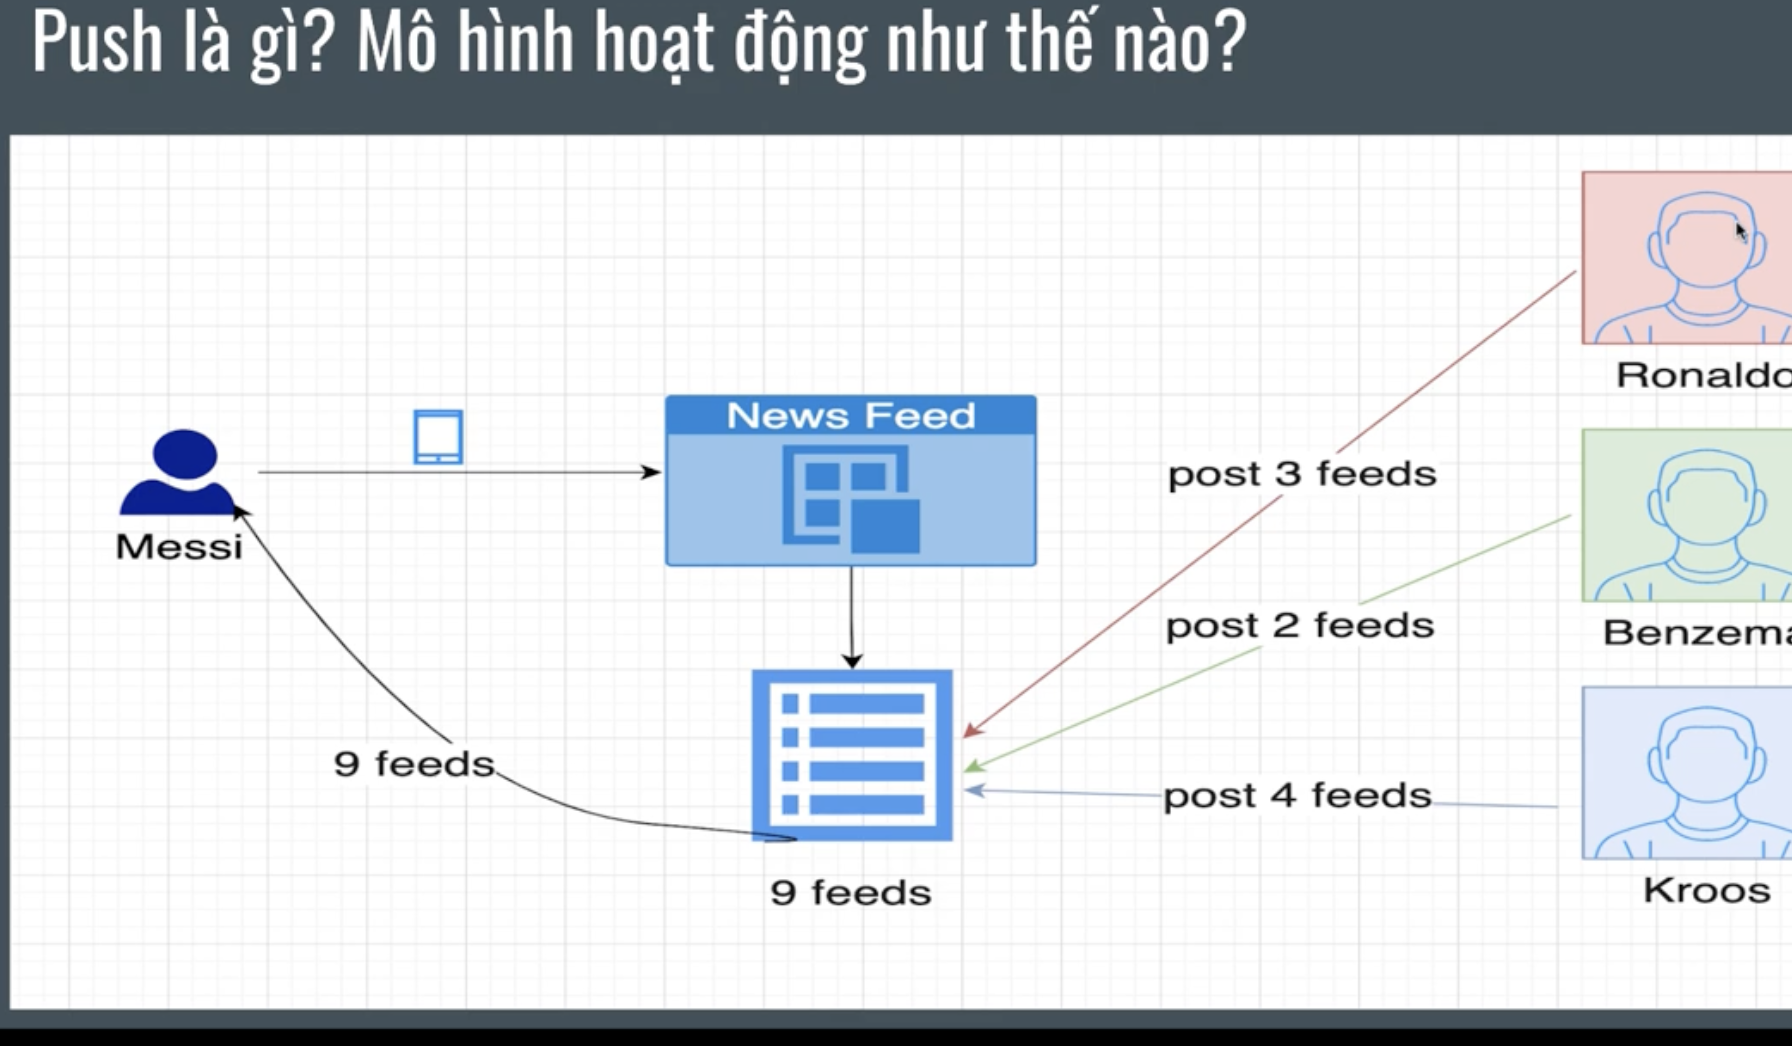 Push là gì? Mô hình hoạt động như thế nào?
Ronaldo
News Feed
post 3 feeds
Messi
post 2 feeds
Benzema
9 feeds
post 4 feeds
9 feeds
Kroos